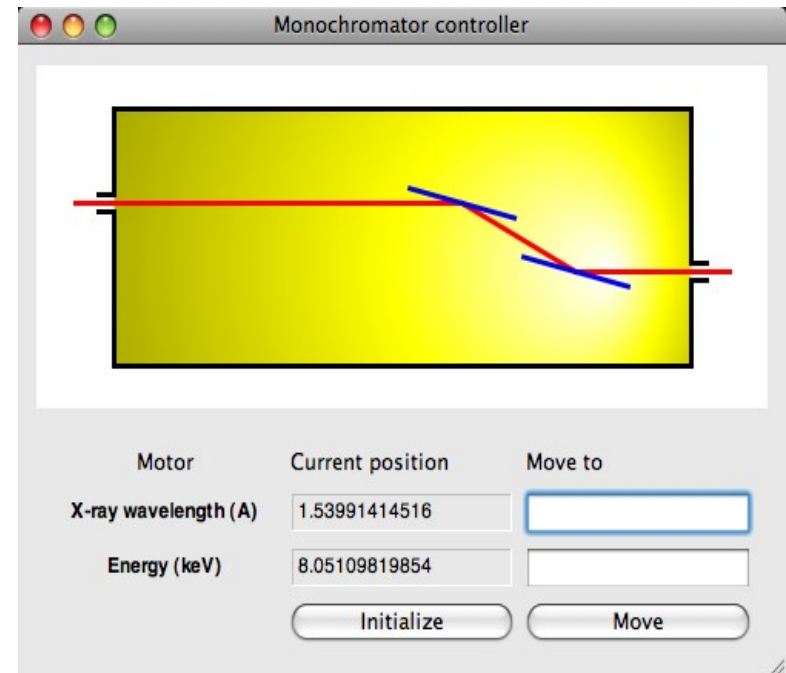 Monochromator controller
Motor Current position Move to
X-ray wavelength (A) 1.53991414516
Energy (keV) 8.05109819854
Initialize Move